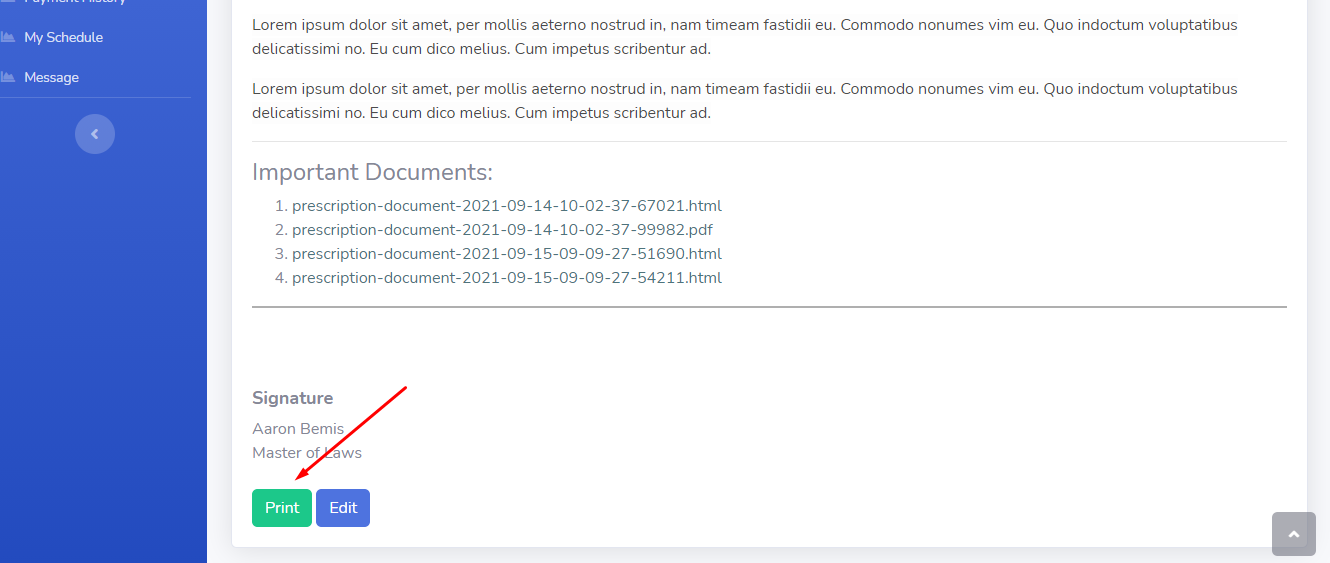 Payment History
My Schedule
Message
Lorem ipsum dolor sit amet, per mollis aeterno nostrud in, nam timeam fastidii eu. Commodo nonumes vim eu. Quo indoctum voluptatibus
delicatissimi no. Eu cum dico melius. Cum impetus scribentur ad.
Lorem ipsum dolor sit amet, per mollis aeterno nostrud in, nam timeam fastidii eu. Commodo nonumes vim eu. Quo indoctum voluptatibus
delicatissimi no. Eu cum dico melius. Cum impetus scribentur ad.
Important Documents:
1. prescription-document-2021-09-14-10-02-37-67021.html
2. prescription-document-2021-09-14-10-02-37-99982.pdf
3. prescription-document-2021-09-15-09-09-27-51690.html
4. prescription-document-2021-09-15-09-09-27-54211.html
Signature
Aaron Bemis
Master of Laws
Print Edit